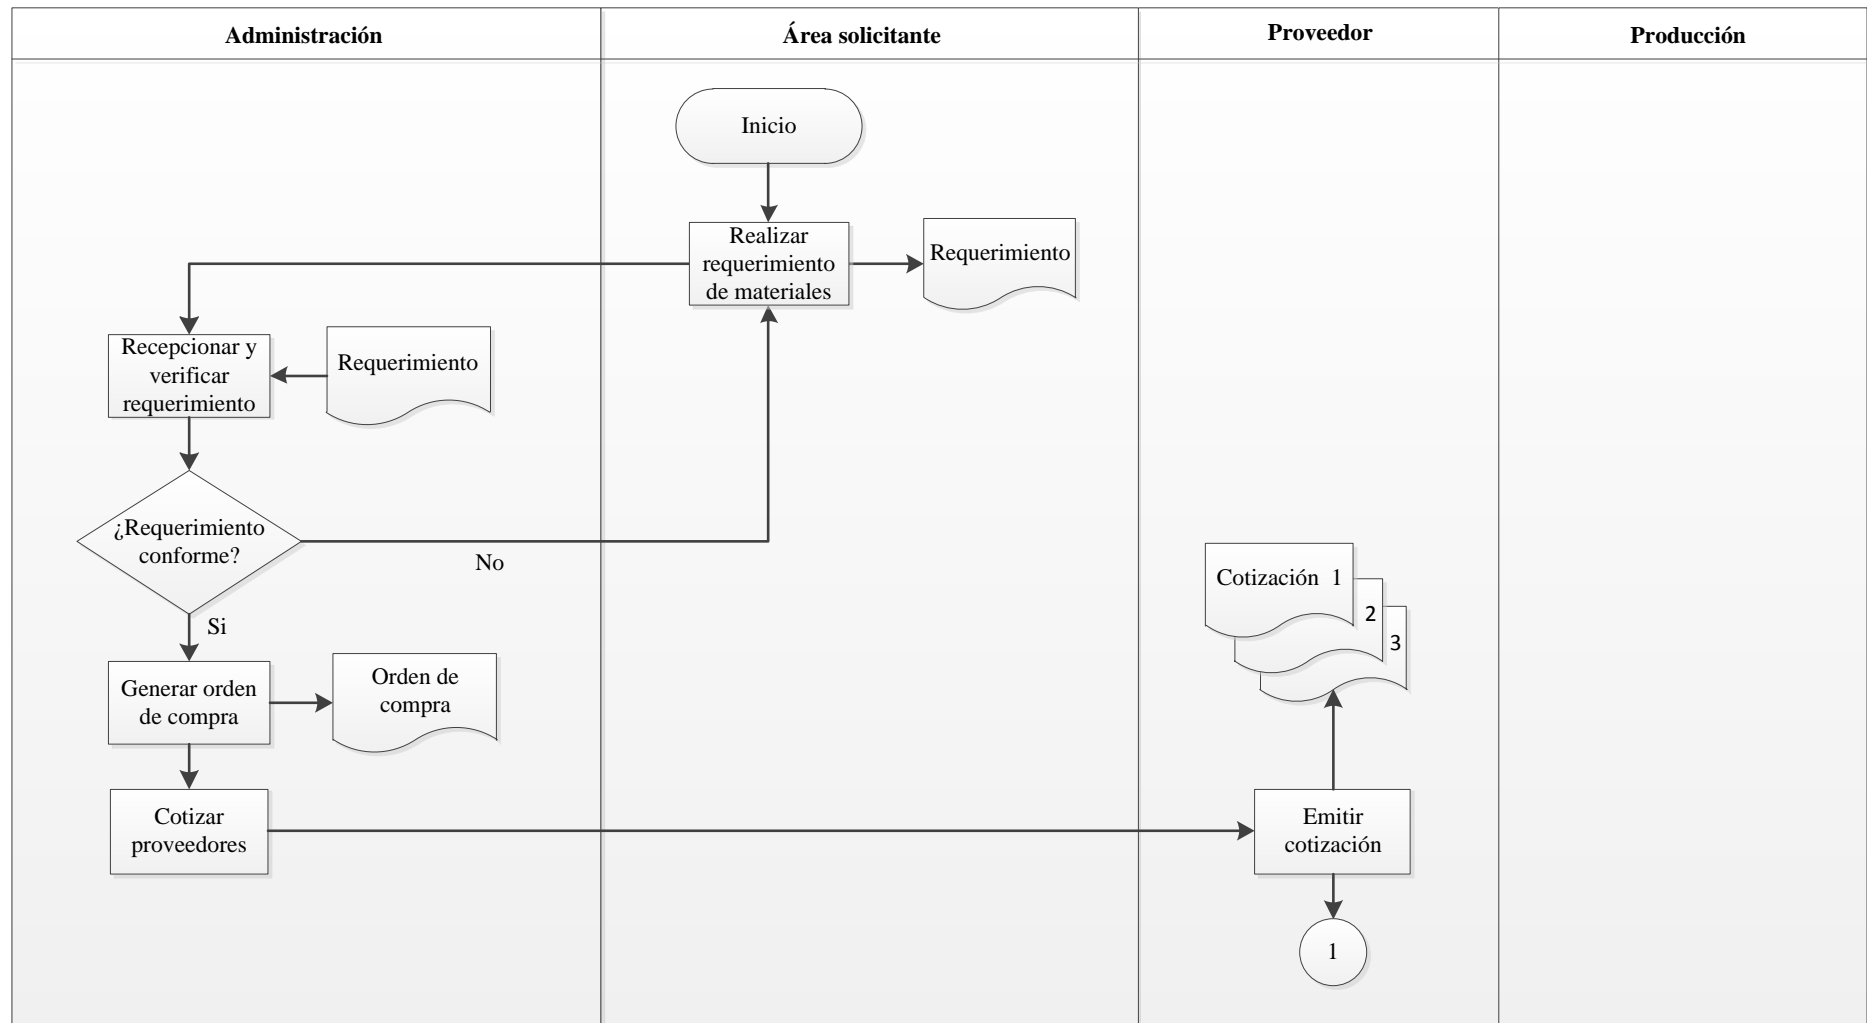 Administración
Área solicitante
Proveedor
Producción
Inicio
Realizar
requerimiento
de materiales
Requerimiento
Recepcionar y
verificar
requerimiento
Requerimiento
¿Requerimiento
conforme?
No
Si
Generar orden
de compra
Orden de
compra
Cotización 1
2
3
Cotizar
proveedores
Emitir
cotización
1